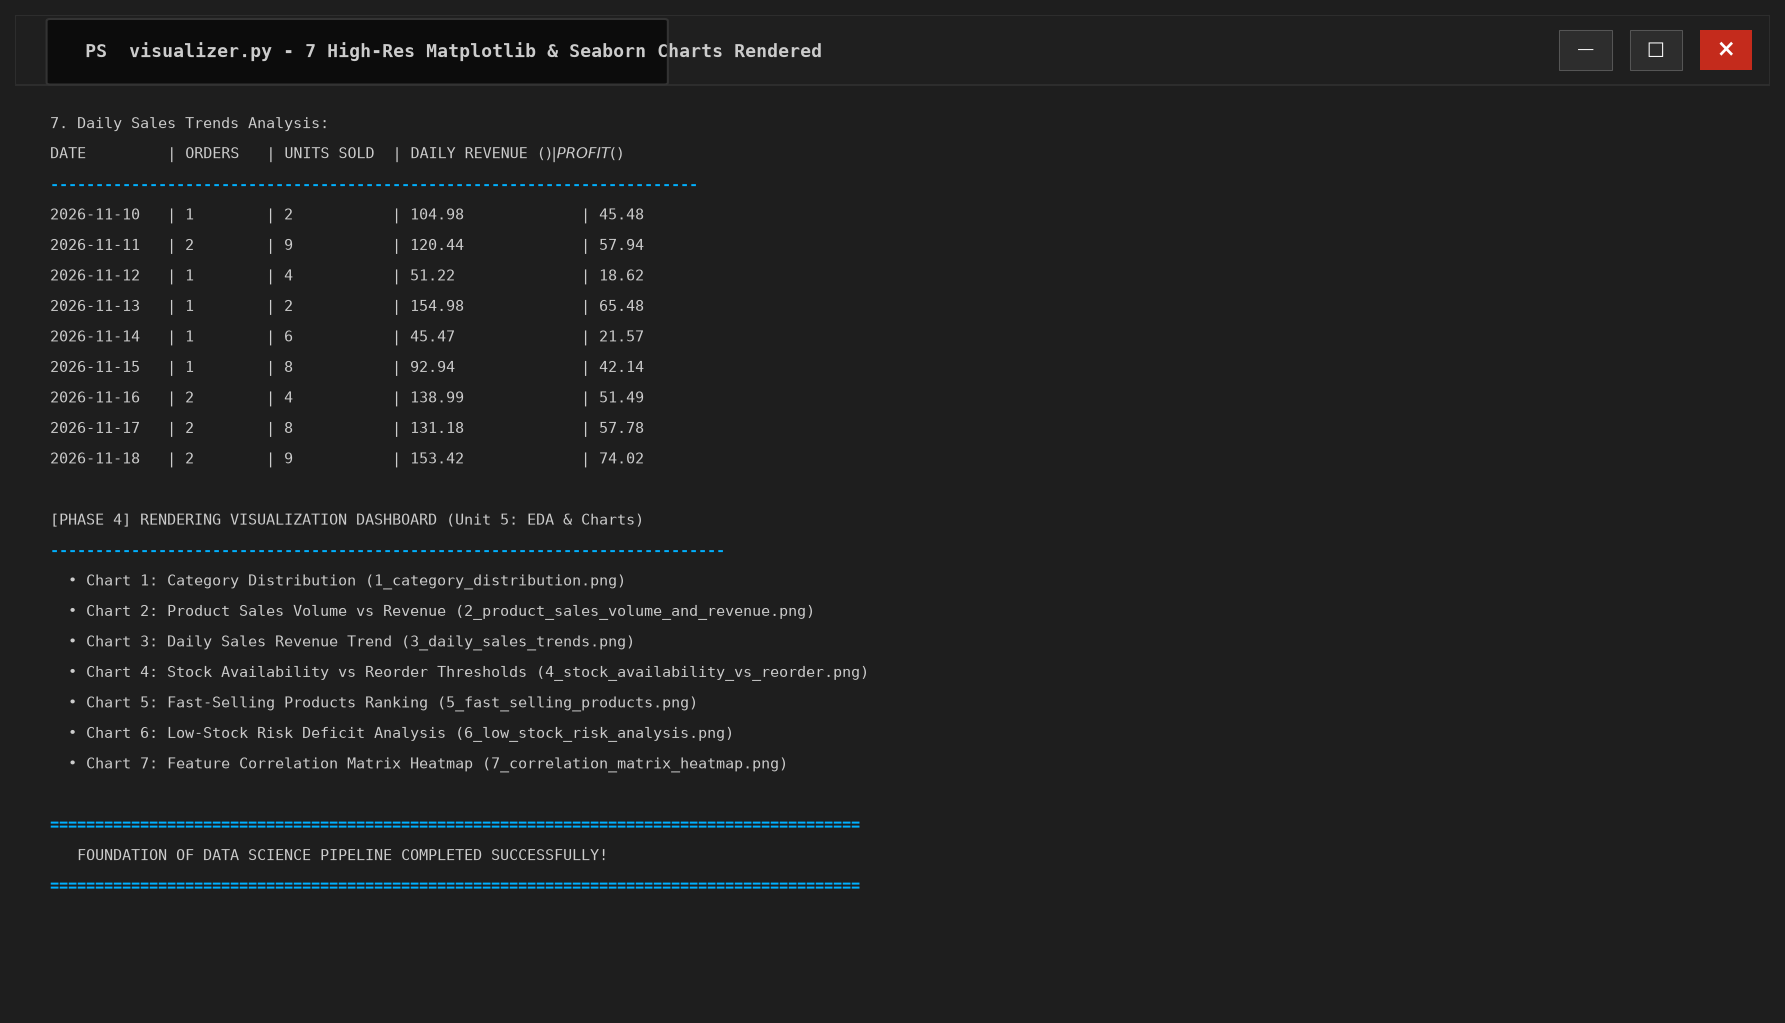 PS  visualizer.py - 7 High-Res Matplotlib & Seaborn Charts Rendered
7. Daily Sales Trends Analysis:
DATE         | ORDERS   | UNITS SOLD  | DAILY REVENUE ()|PROFIT()
------------------------------------------------------------------------
2026-11-10   | 1        | 2           | 104.98             | 45.48
2026-11-11   | 2        | 9           | 120.44             | 57.94
2026-11-12   | 1        | 4           | 51.22              | 18.62
2026-11-13   | 1        | 2           | 154.98             | 65.48
2026-11-14   | 1        | 6           | 45.47              | 21.57
2026-11-15   | 1        | 8           | 92.94              | 42.14
2026-11-16   | 2        | 4           | 138.99             | 51.49
2026-11-17   | 2        | 8           | 131.18             | 57.78
2026-11-18   | 2        | 9           | 153.42             | 74.02
[PHASE 4] RENDERING VISUALIZATION DASHBOARD (Unit 5: EDA & Charts)
---------------------------------------------------------------------------
• Chart 1: Category Distribution (1_category_distribution.png)
• Chart 2: Product Sales Volume vs Revenue (2_product_sales_volume_and_revenue.png)
• Chart 3: Daily Sales Revenue Trend (3_daily_sales_trends.png)
• Chart 4: Stock Availability vs Reorder Thresholds (4_stock_availability_vs_reorder.png)
• Chart 5: Fast-Selling Products Ranking (5_fast_selling_products.png)
• Chart 6: Low-Stock Risk Deficit Analysis (6_low_stock_risk_analysis.png)
• Chart 7: Feature Correlation Matrix Heatmap (7_correlation_matrix_heatmap.png)
==========================================================================================
FOUNDATION OF DATA SCIENCE PIPELINE COMPLETED SUCCESSFULLY!
==========================================================================================